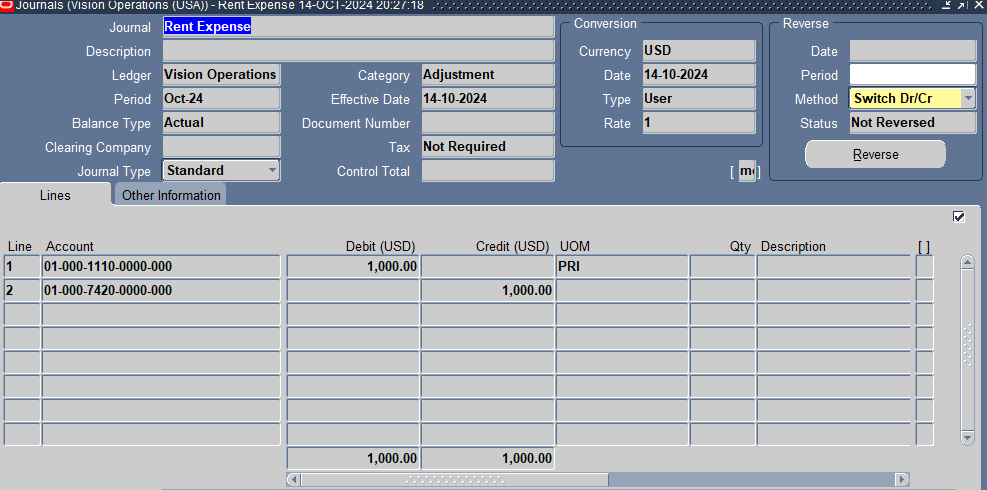 Journals (Vision Operations (USA)) - Rent Expense 14-OCT-2024 20:27:18
Journal Rent Expense
Description
Ledger Vision Operations Category Adjustment
Period Oct-24 Effective Date 14-10-2024
Balance Type Actual Document Number
Clearing Company Tax Not Required
Journal Type Standard Control Total
Conversion
Currency USD
Date 14-10-2024
Type User
Rate 1
Reverse
Date
Period
Method Switch Dr/Cr
Status Not Reversed
Reverse
[ ]
Lines Other Information
Line Account Debit (USD) Credit (USD) UOM Qty Description [ ]
1 01-000-1110-0000-000 1,000.00 PRI
2 01-000-7420-0000-000 1,000.00
1,000.00 1,000.00